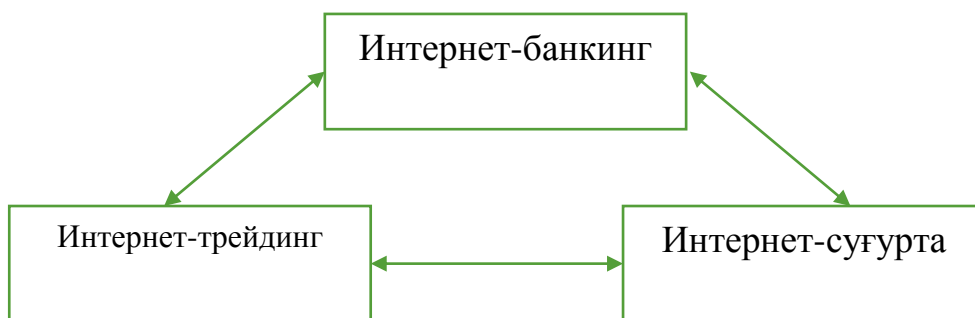 Интернет-банкинг
Интернет-трейдинг
Интернет-суғурта